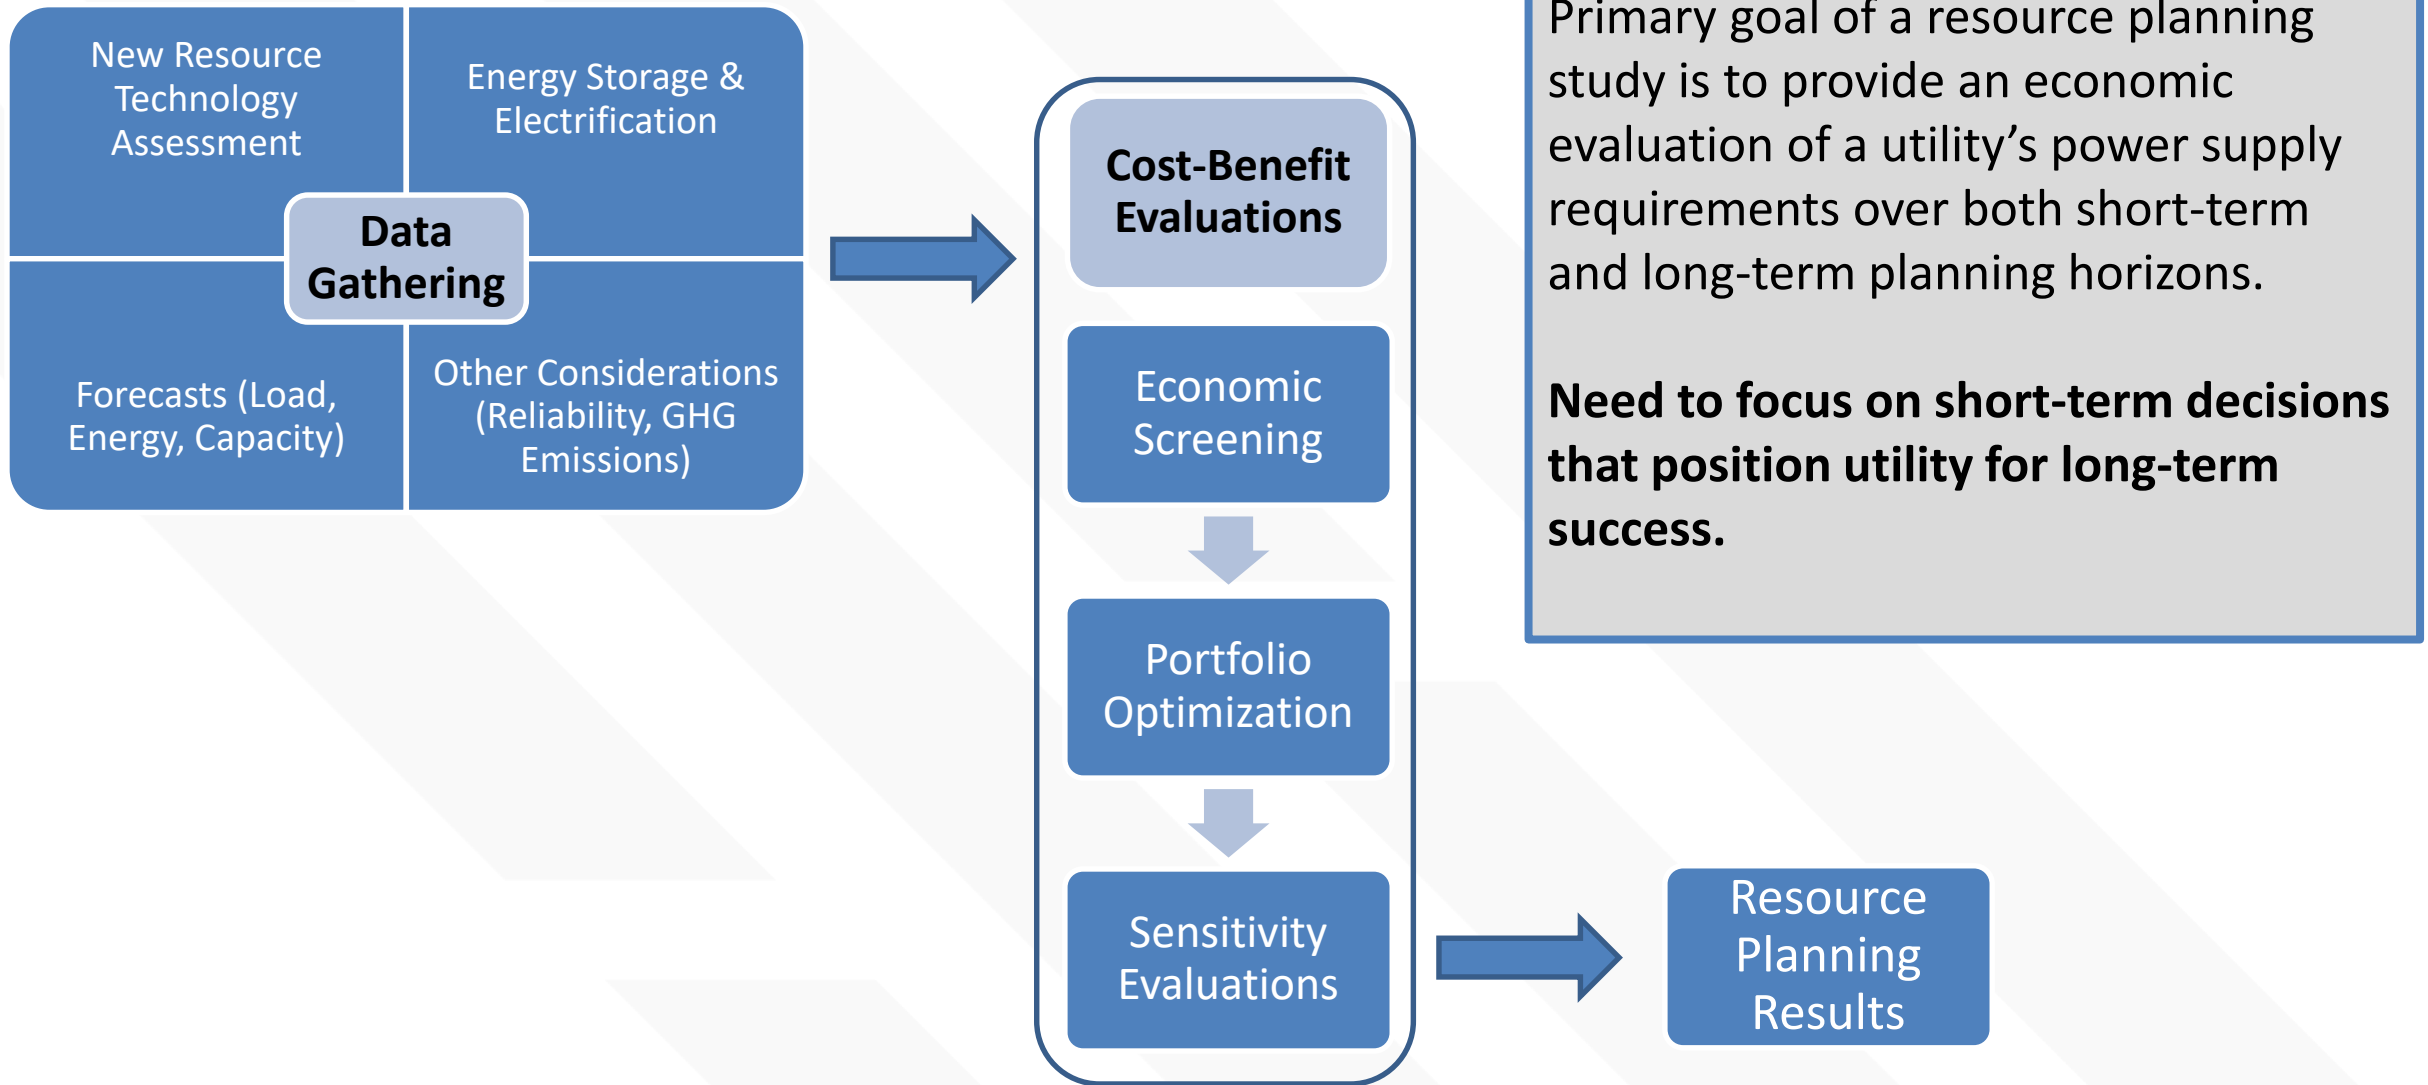 New Resource
Technology
Assessment
Energy Storage &
Electrification
Data
Gathering
Forecasts (Load,
Energy, Capacity)
Other Considerations
(Reliability, GHG
Emissions)
Cost-Benefit
Evaluations
Economic
Screening
Portfolio
Optimization
Sensitivity
Evaluations
Resource
Planning
Results
Primary goal of a resource planning
study is to provide an economic
evaluation of a utility’s power supply
requirements over both short-term
and long-term planning horizons.
Need to focus on short-term decisions
that position utility for long-term
success.